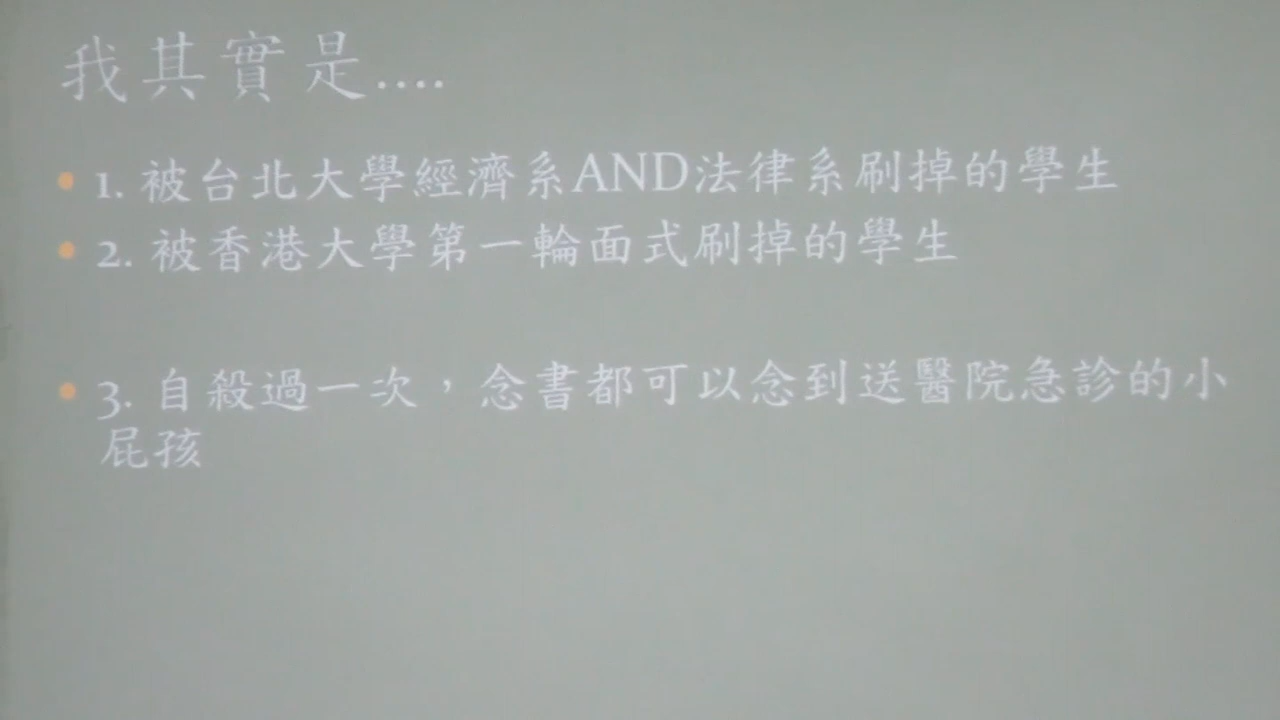 我其實是....
• 1. 被台北大學經濟系AND法律系刷掉的學生
• 2. 被香港大學第一輪面式刷掉的學生
• 3. 自殺過一次，念書都可以念到送醫院急診的小
屁孩